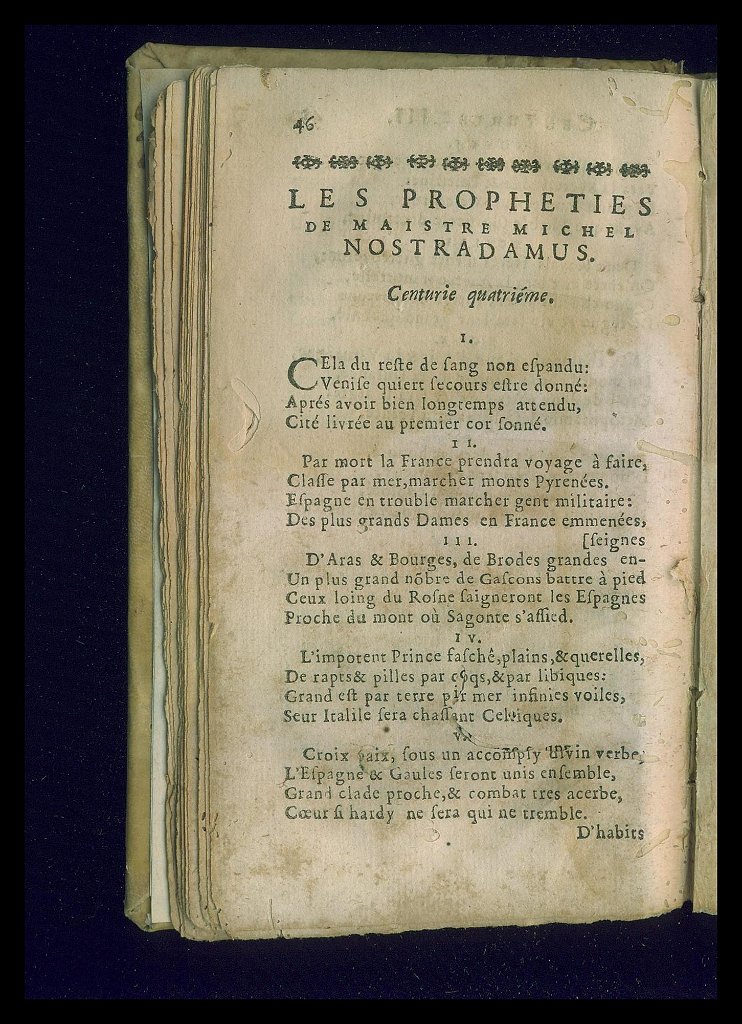 46
LES PROPHETIES
DE MAISTRE MICHEL
NOSTRADAMUS.
Centurie quatriéme.
I.
CEla du reſte de ſang non eſpandu:
Veniſe quiert ſecours eſtre donné:
Aprés avoir bien longtemps attendu,
Cité livrée au premier cor ſonné.
II.
Par mort la France prendra voyage à faire,
Claſſe par mer,marcher monts Pyrenées.
Eſpagne en trouble marcher gent militaire:
Des plus grands Dames en France emmenées,
III. [ſeignes
D'Aras & Bourges, de Brodes grandes en-
Un plus grand nõbre de Gaſcons battre à pied
Ceux loing du Roſne ſaigneront les Eſpagnes
Proche du mont où Sagonte s'aſſied.
IV.
L'impotent Prince faſché,plains,&querelles,
De rapts& pilles par coqs,&par libiques:
Grand eſt par terre par mer infinies voiles,
Seur Italile ſera chaſſant Celtiques.
V.
Croix paix, ſous un verbe,
L'Eſpagne & Gaules ſeront unis enſemble,
Grand clade proche,& combat tres acerbe,
Cœur ſi hardy ne ſera qui ne tremble.
D'habits